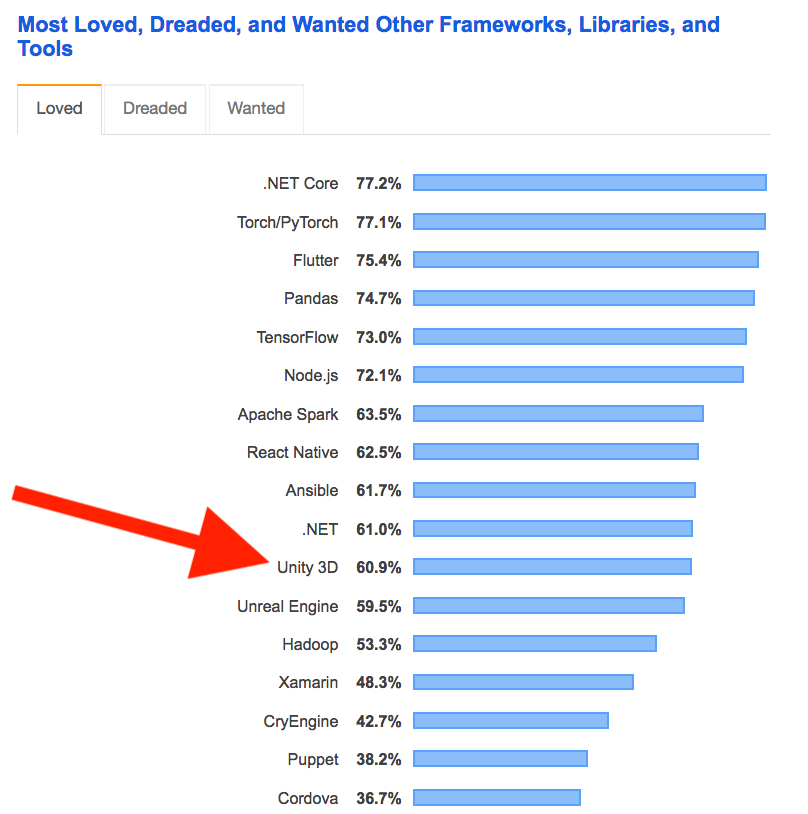 Most Loved, Dreaded, and Wanted Other Frameworks, Libraries, and
Tools
Loved Dreaded Wanted
.NET Core 77.2%
Torch/PyTorch 77.1%
Flutter 75.4%
Pandas 74.7%
TensorFlow 73.0%
Node.js 72.1%
Apache Spark 63.5%
React Native 62.5%
Ansible 61.7%
.NET 61.0%
Unity 3D 60.9%
Unreal Engine 59.5%
Hadoop 53.3%
Xamarin 48.3%
CryEngine 42.7%
Puppet 38.2%
Cordova 36.7%